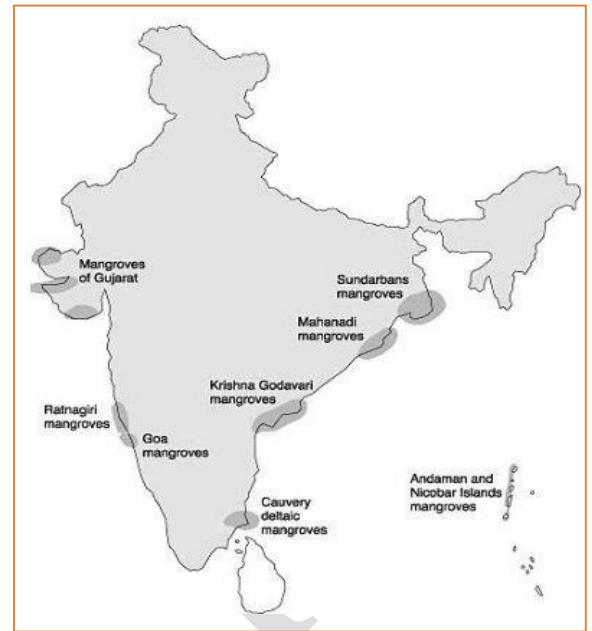 Mangroves
of Gujarat
Sundarbans
mangroves
Mahanadi
mangroves
Krishna Godavari
mangroves
Ratnagiri
mangroves
Goa
mangroves
Andaman and
Nicobar Islands
mangroves
Cauvery
deltaic
mangroves